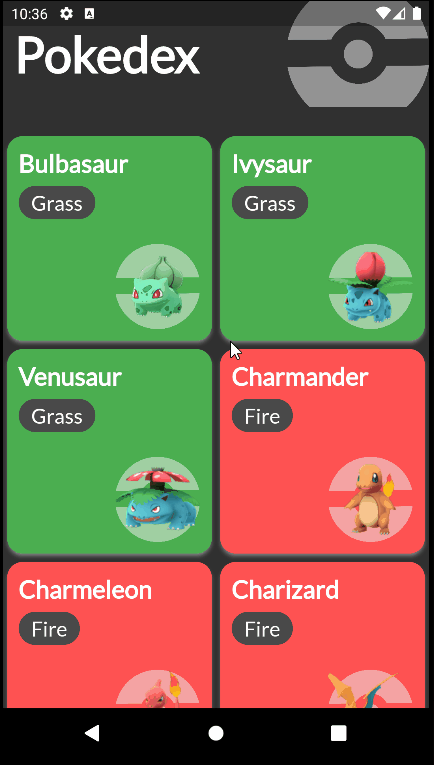 10:36
Pokedex
Bulbasaur
Grass
Ivysaur
Grass
Venusaur
Grass
Charmander
Fire
Charmeleon
Fire
Charizard
Fire